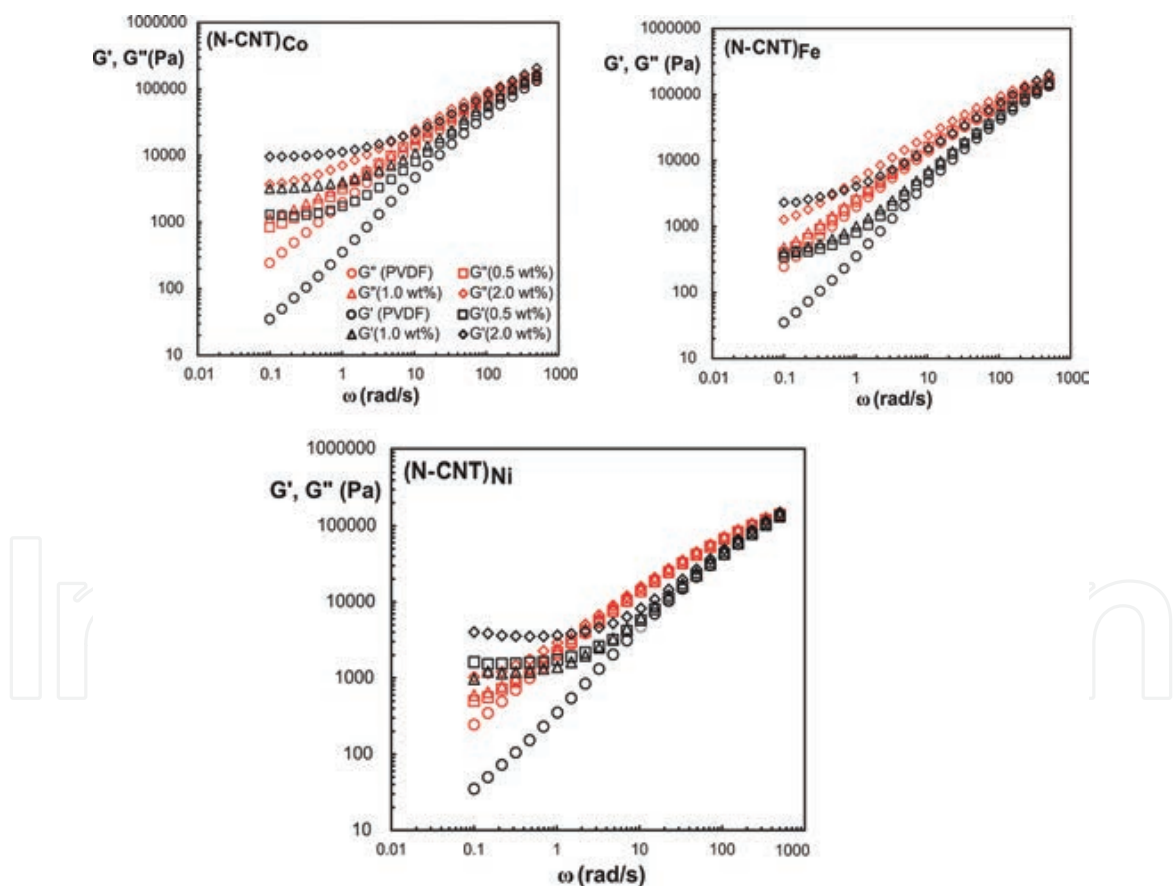 (N-CNT)Co
G', G"(Pa)
1000000
100000
10000
1000
100
10
G" (PVDF) G"(0.5 wt%)
G"(1.0 wt%) G"(2.0 wt%)
G' (PVDF) G'(0.5 wt%)
G'(1.0 wt%) G'(2.0 wt%)
0.01 0.1 1 10 100 1000
ω (rad/s)
(N-CNT)Fe
G', G" (Pa)
1000000
100000
10000
1000
100
10
0.01 0.1 1 10 100 1000
ω (rad/s)
(N-CNT)Ni
G', G" (Pa)
1000000
100000
10000
1000
100
10
0.01 0.1 1 10 100 1000
ω (rad/s)